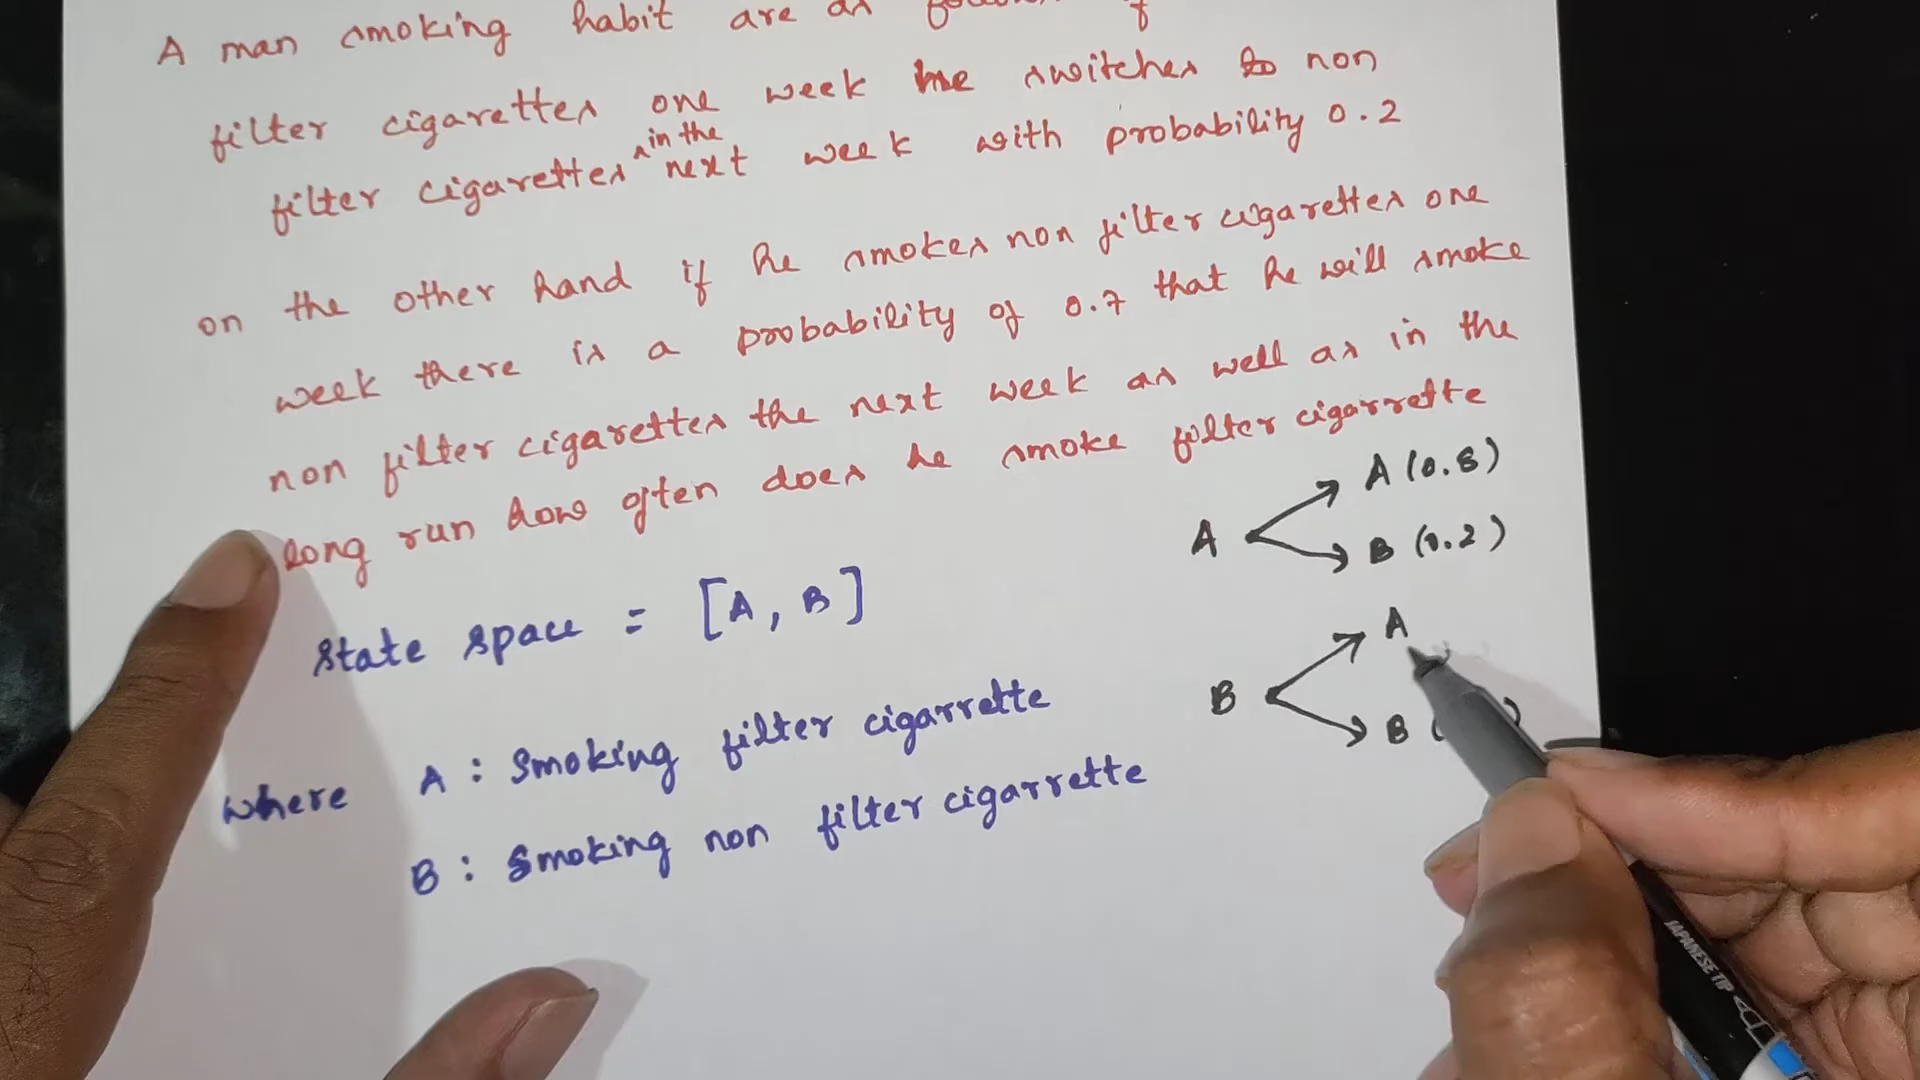 A man smoking habit are as
filter cigarettes one week he switches to non
filter cigarettes in the next week with probability 0.2
on the other hand if he smokes non filter cigarettes one
week there is a probability of 0.7 that he will smoke
non filter cigarettes the next week as well as in the
long run how often does he smoke filter cigarrette
A
A (0.8)
B (0.2)
State space = [A, B]
B
A
B (
where A : Smoking filter cigarrette
B : Smoking non filter cigarrette
JAPANESE TIP